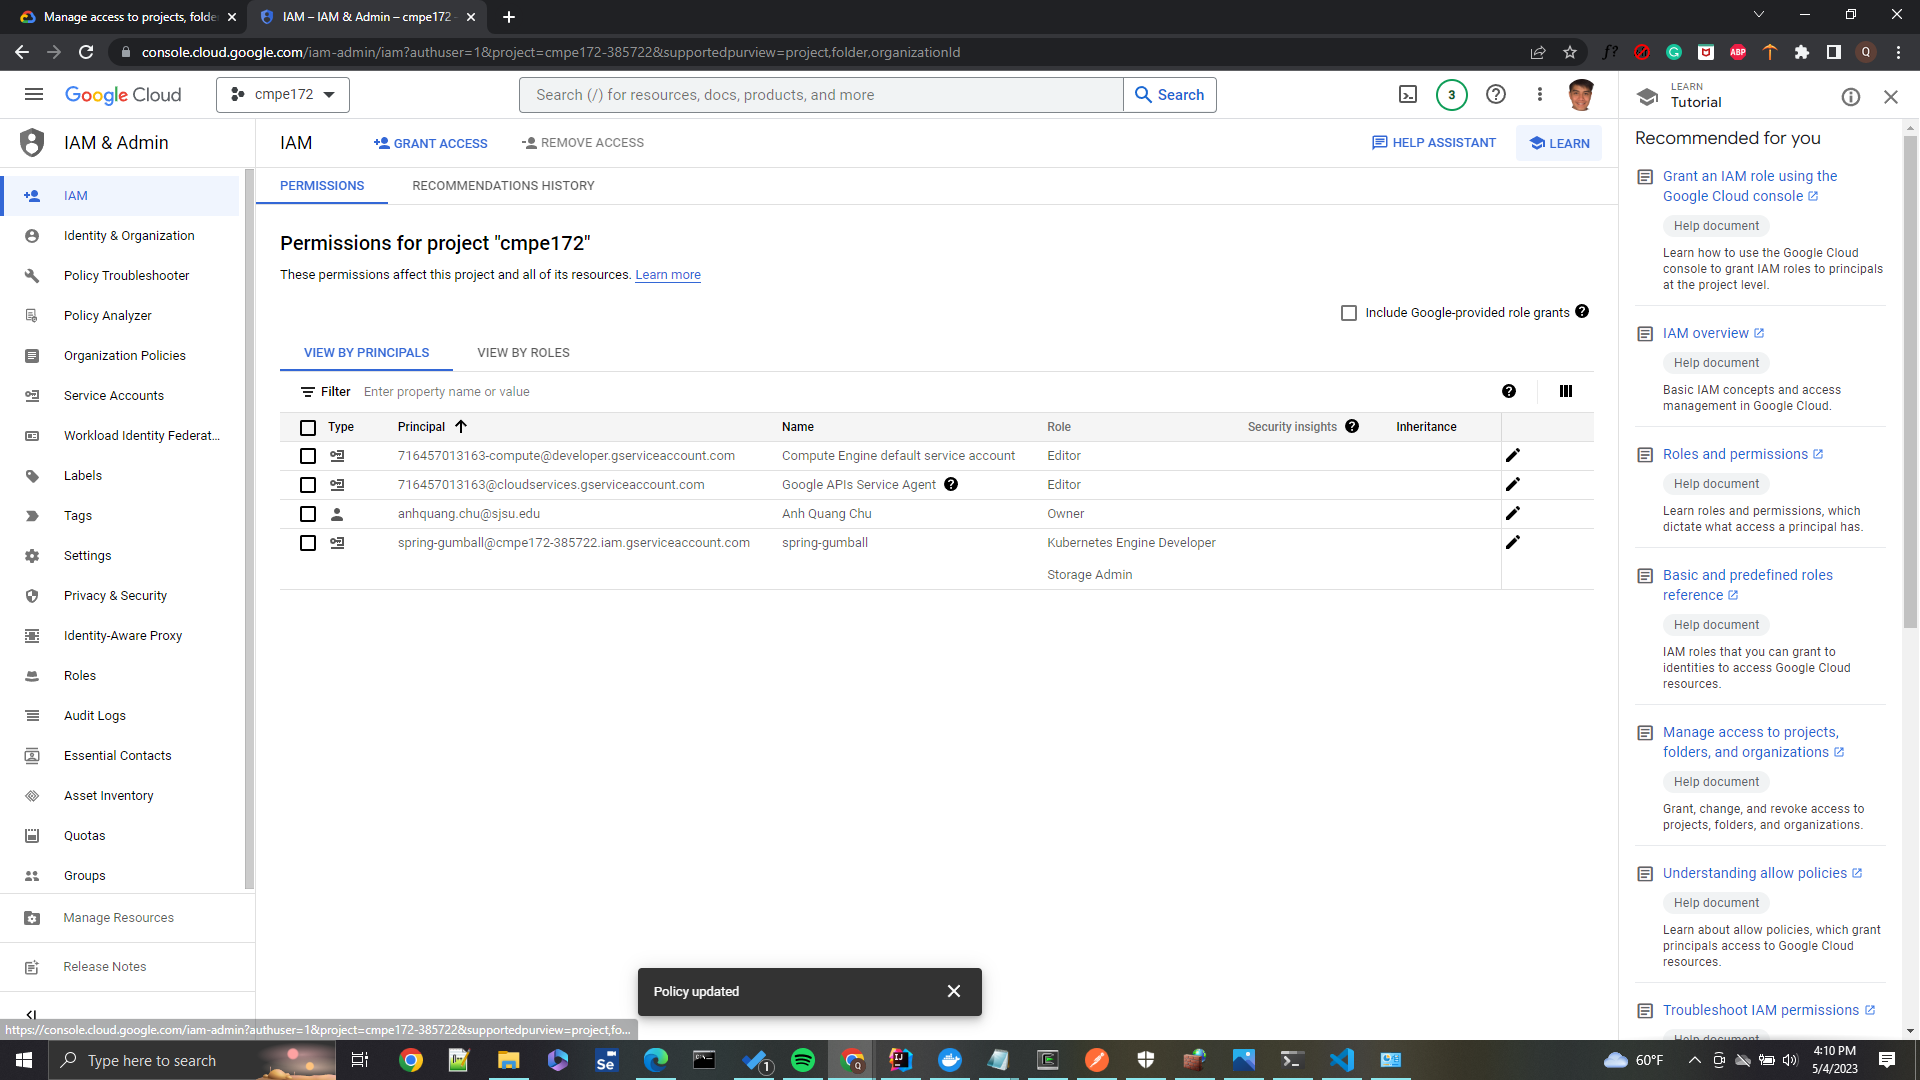 Manage access to projects, folde
IAM – IAM & Admin – cmpe172 -
console.cloud.google.com/iam-admin/iam?authuser=1&project=cmpe172-385722&supportedpurview=project,folder,organizationId
f?
ABP
Q
Google Cloud
cmpe172
Search (/) for resources, docs, products, and more
Search
3
LEARN
Tutorial
IAM & Admin
IAM
GRANT ACCESS
REMOVE ACCESS
HELP ASSISTANT
LEARN
IAM
Identity & Organization
Policy Troubleshooter
Policy Analyzer
Organization Policies
Service Accounts
Workload Identity Federat...
Labels
Tags
Settings
Privacy & Security
Identity-Aware Proxy
Roles
Audit Logs
Essential Contacts
Asset Inventory
Quotas
Groups
Manage Resources
Release Notes
PERMISSIONS
RECOMMENDATIONS HISTORY
Permissions for project "cmpe172"
These permissions affect this project and all of its resources. Learn more
Include Google-provided role grants
VIEW BY PRINCIPALS
VIEW BY ROLES
Filter
Enter property name or value
Type
Principal
Name
Role
Security insights
Inheritance
716457013163-compute@developer.gserviceaccount.com
Compute Engine default service account
Editor
716457013163@cloudservices.gserviceaccount.com
Google APIs Service Agent
Editor
anhquang.chu@sjsu.edu
Anh Quang Chu
Owner
spring-gumball@cmpe172-385722.iam.gserviceaccount.com
spring-gumball
Kubernetes Engine Developer
Storage Admin
Policy updated
Recommended for you
Grant an IAM role using the
Google Cloud console
Help document
Learn how to use the Google Cloud
console to grant IAM roles to principals
at the project level.
IAM overview
Help document
Basic IAM concepts and access
management in Google Cloud.
Roles and permissions
Help document
Learn roles and permissions, which
dictate what access a principal has.
Basic and predefined roles
reference
Help document
IAM roles that you can grant to
identities to access Google Cloud
resources.
Manage access to projects,
folders, and organizations
Help document
Grant, change, and revoke access to
projects, folders, and organizations.
Understanding allow policies
Help document
Learn about allow policies, which grant
principals access to Google Cloud
resources.
Troubleshoot IAM permissions
Help document
https://console.cloud.google.com/iam-admin?authuser=1&project=cmpe172-385722&supportedpurview=project,fo...
Type here to search
Se
1
Q
IJ
60°F
4:10 PM
5/4/2023